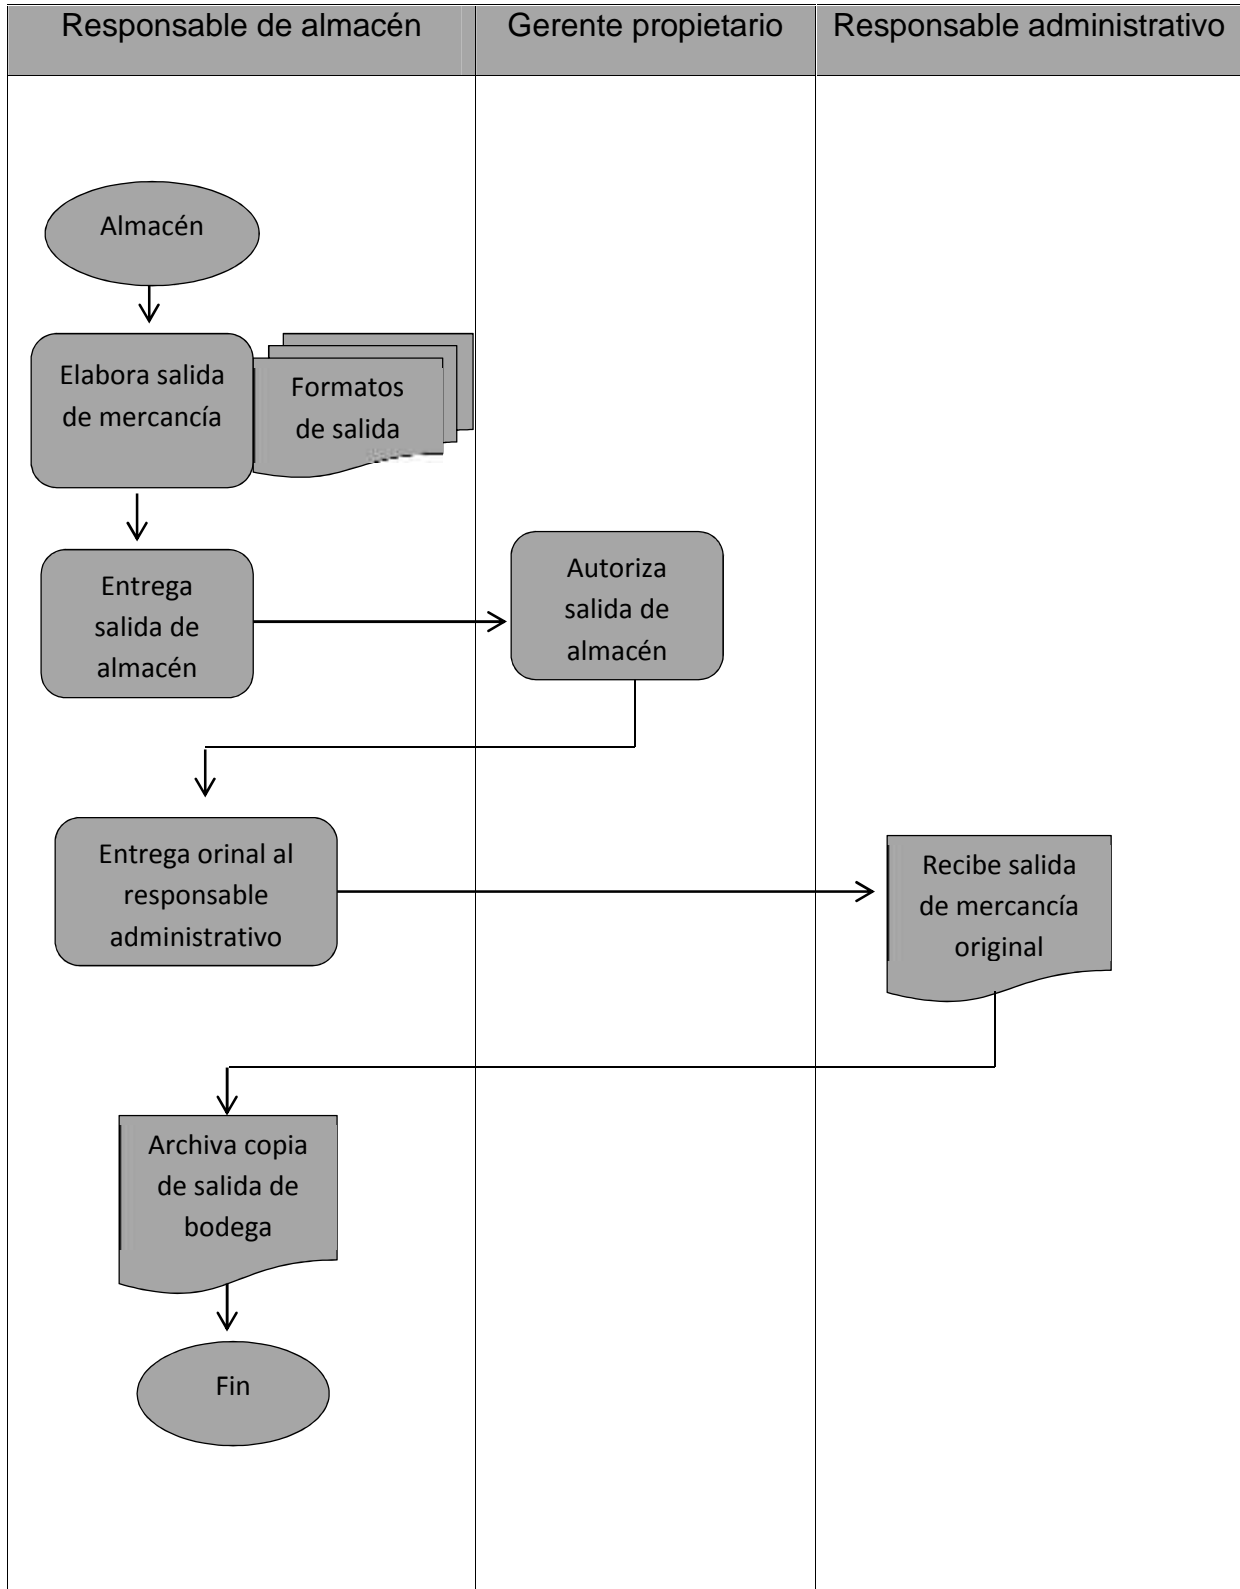 Responsable de almacén
Gerente propietario
Responsable administrativo
Almacén
Elabora salida
de mercancía
Formatos
de salida
Entrega
salida de
almacén
Autoriza
salida de
almacén
Entrega orinal al
responsable
administrativo
Recibe salida
de mercancía
original
Archiva copia
de salida de
bodega
Fin